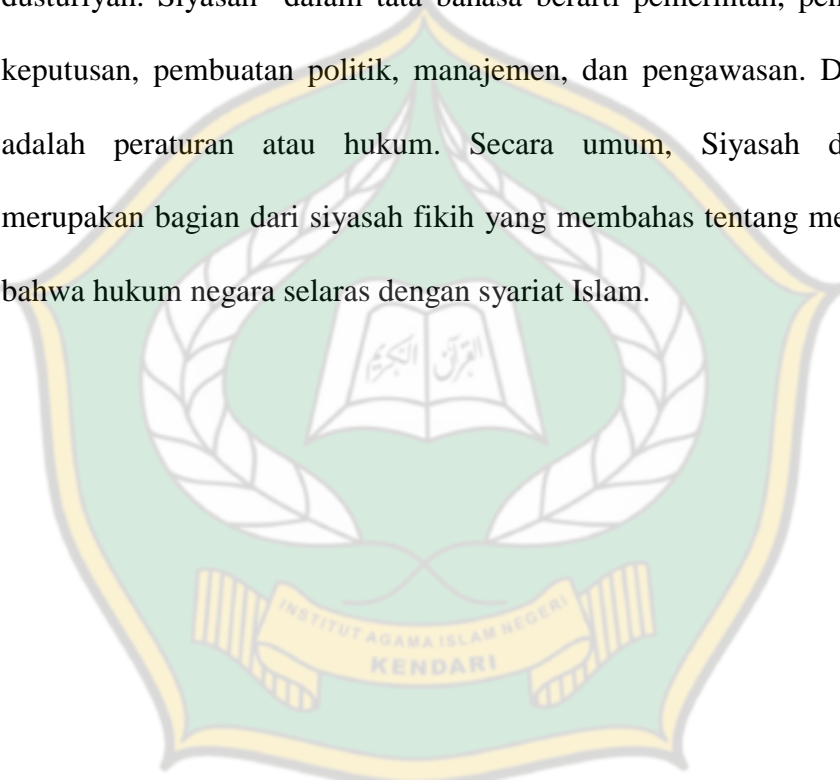 dusturiyah. Siyasah dalam tata bahasa berarti pemerintah,
keputusan, pembuatan politik, manajemen, dan pengawasan. D
adalah peraturan atau hukum. Secara umum, Siyasah d
merupakan bagian dari siyasah fikih yang membahas tentang me
bahwa hukum negara selaras dengan syariat Islam.
القرآن الكريم
INSTITUT AGAMA ISLAM NEGERI
KENDARI